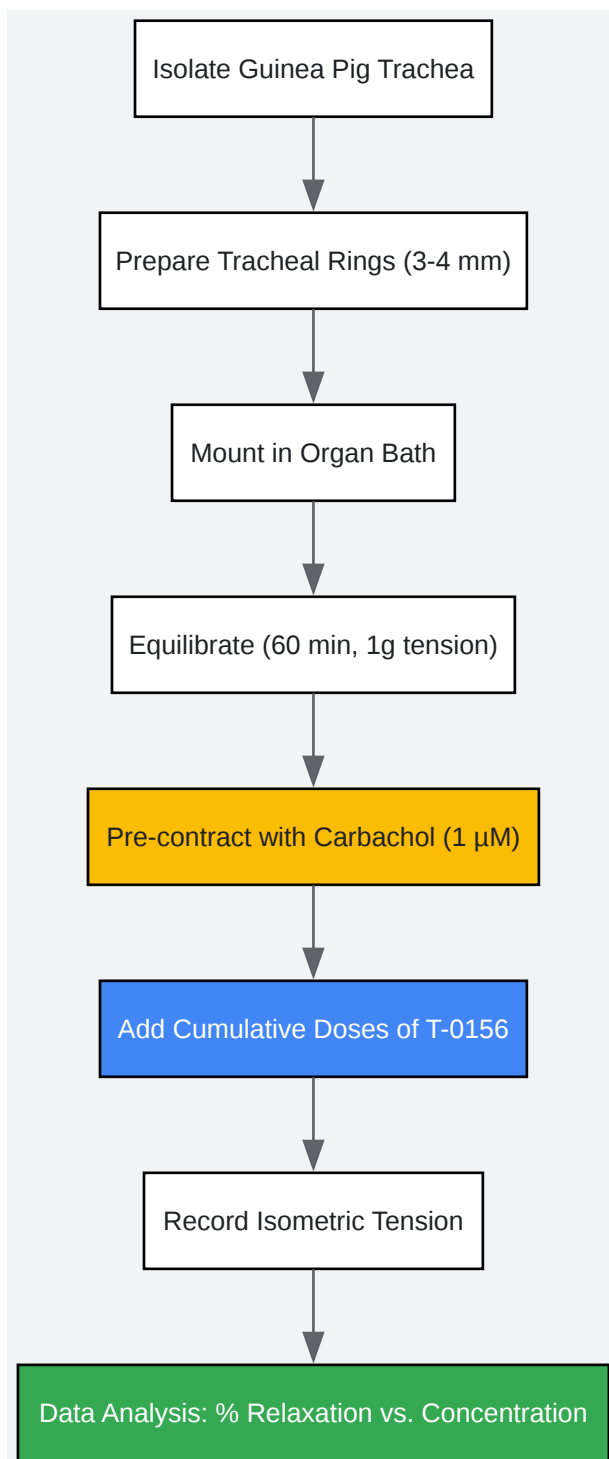 Isolate Guinea Pig Trachea
Prepare Tracheal Rings (3-4 mm)
Mount in Organ Bath
Equilibrate (60 min, 1g tension)
Pre-contract with Carbachol (1 µM)
Add Cumulative Doses of T-0156
Record Isometric Tension
Data Analysis: % Relaxation vs. Concentration